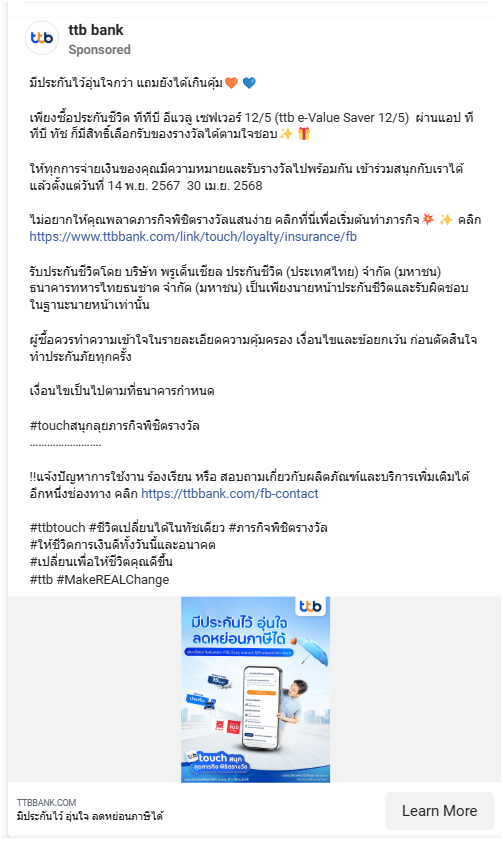 ttb
ttb bank
Sponsored
มีประกันไว้อุ่นใจกว่า แถมยังได้เกินคุ้ม🧡 💙
เพียงซื้อประกันชีวิต ทีทีบี อีแวลู เซฟเวอร์ 12/5 (ttb e-Value Saver 12/5) ผ่านแอป ที
ทีบี ทัช ก็มีสิทธิ์เลือกรับของรางวัลได้ตามใจชอบ✨ 🎁
ให้ทุกการจ่ายเงินของคุณมีความหมายและรับรางวัลไปพร้อมกัน เข้าร่วมสนุกกับเราได้
แล้วตั้งแต่วันที่ 14 พ.ย. 2567 30 เม.ย. 2568
ไม่อยากให้คุณพลาดภารกิจพิชิตรางวัลแสนง่าย คลิกที่นี่เพื่อเริ่มต้นทำภารกิจ💥 ✨ คลิก
https://www.ttbbank.com/link/touch/loyalty/insurance/fb
รับประกันชีวิตโดย บริษัท พรูเด็นเชียล ประกันชีวิต (ประเทศไทย) จำกัด (มหาชน)
ธนาคารทหารไทยธนชาต จำกัด (มหาชน) เป็นเพียงนายหน้าประกันชีวิตและรับผิดชอบ
ในฐานะนายหน้าเท่านั้น
ผู้ซื้อควรทำความเข้าใจในรายละเอียดความคุ้มครอง เงื่อนไขและข้อยกเว้น ก่อนตัดสินใจ
ทำประกันภัยทุกครั้ง
เงื่อนไขเป็นไปตามที่ธนาคารกำหนด
#touchสนุกลุยภารกิจพิชิตรางวัล
…………………….
!!แจ้งปัญหาการใช้งาน ร้องเรียน หรือ สอบถามเกี่ยวกับผลิตภัณฑ์และบริการเพิ่มเติมได้
อีกหนึ่งช่องทาง คลิก https://ttbbank.com/fb-contact
#ttbtouch #ชีวิตเปลี่ยนได้ในทัชเดียว #ภารกิจพิชิตรางวัล
#ให้ชีวิตการเงินดีทั้งวันนี้และอนาคต
#เปลี่ยนเพื่อให้ชีวิตคุณดีขึ้น
#ttb #MakeREALChange
ttb
มีประกันไว้ อุ่นใจ
ลดหย่อนภาษีได้
ttb touch สนุก
ลุยภารกิจ พิชิตรางวัล
TTBBANK.COM
มีประกันไว้ อุ่นใจ ลดหย่อนภาษีได้
Learn More